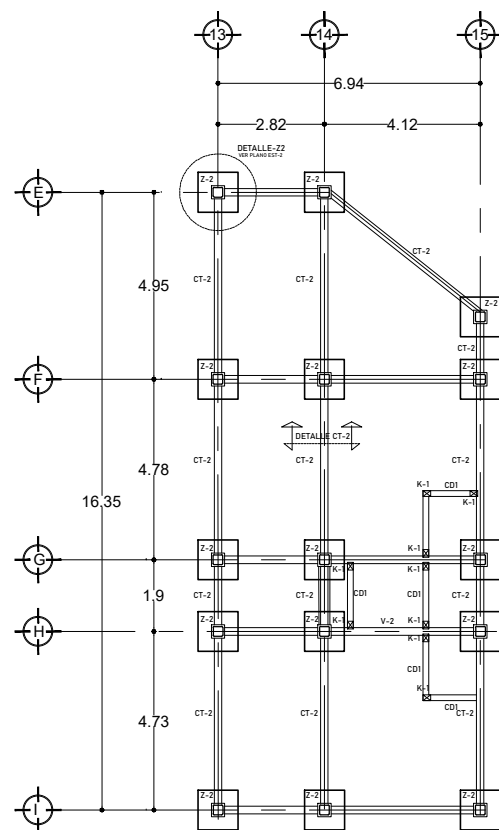 13 14 15
6.94
2.82 4.12
DETALLE-Z2
VER PLANO EST-2
Z-2 Z-2
E
CT-2
Z-2
4.95
CT-2 CT-2
CT-2
Z-2 Z-2 Z-2
F
DETALLE CT-2
4.78
CT-2 CT-2 CT-2
K-1 CD1
K-1
16.35
Z-2 Z-2 K-1 Z-2
G
K-1 K-1
1.9
CT-2 CT-2 CD1 CD1 CT-2
K-1 V-2 K-1
Z-2 Z-2 Z-2
H
K-1
CD1
4.73
K-1
CD1
CT-2 CT-2 CT-2
Z-2 Z-2 Z-2
I